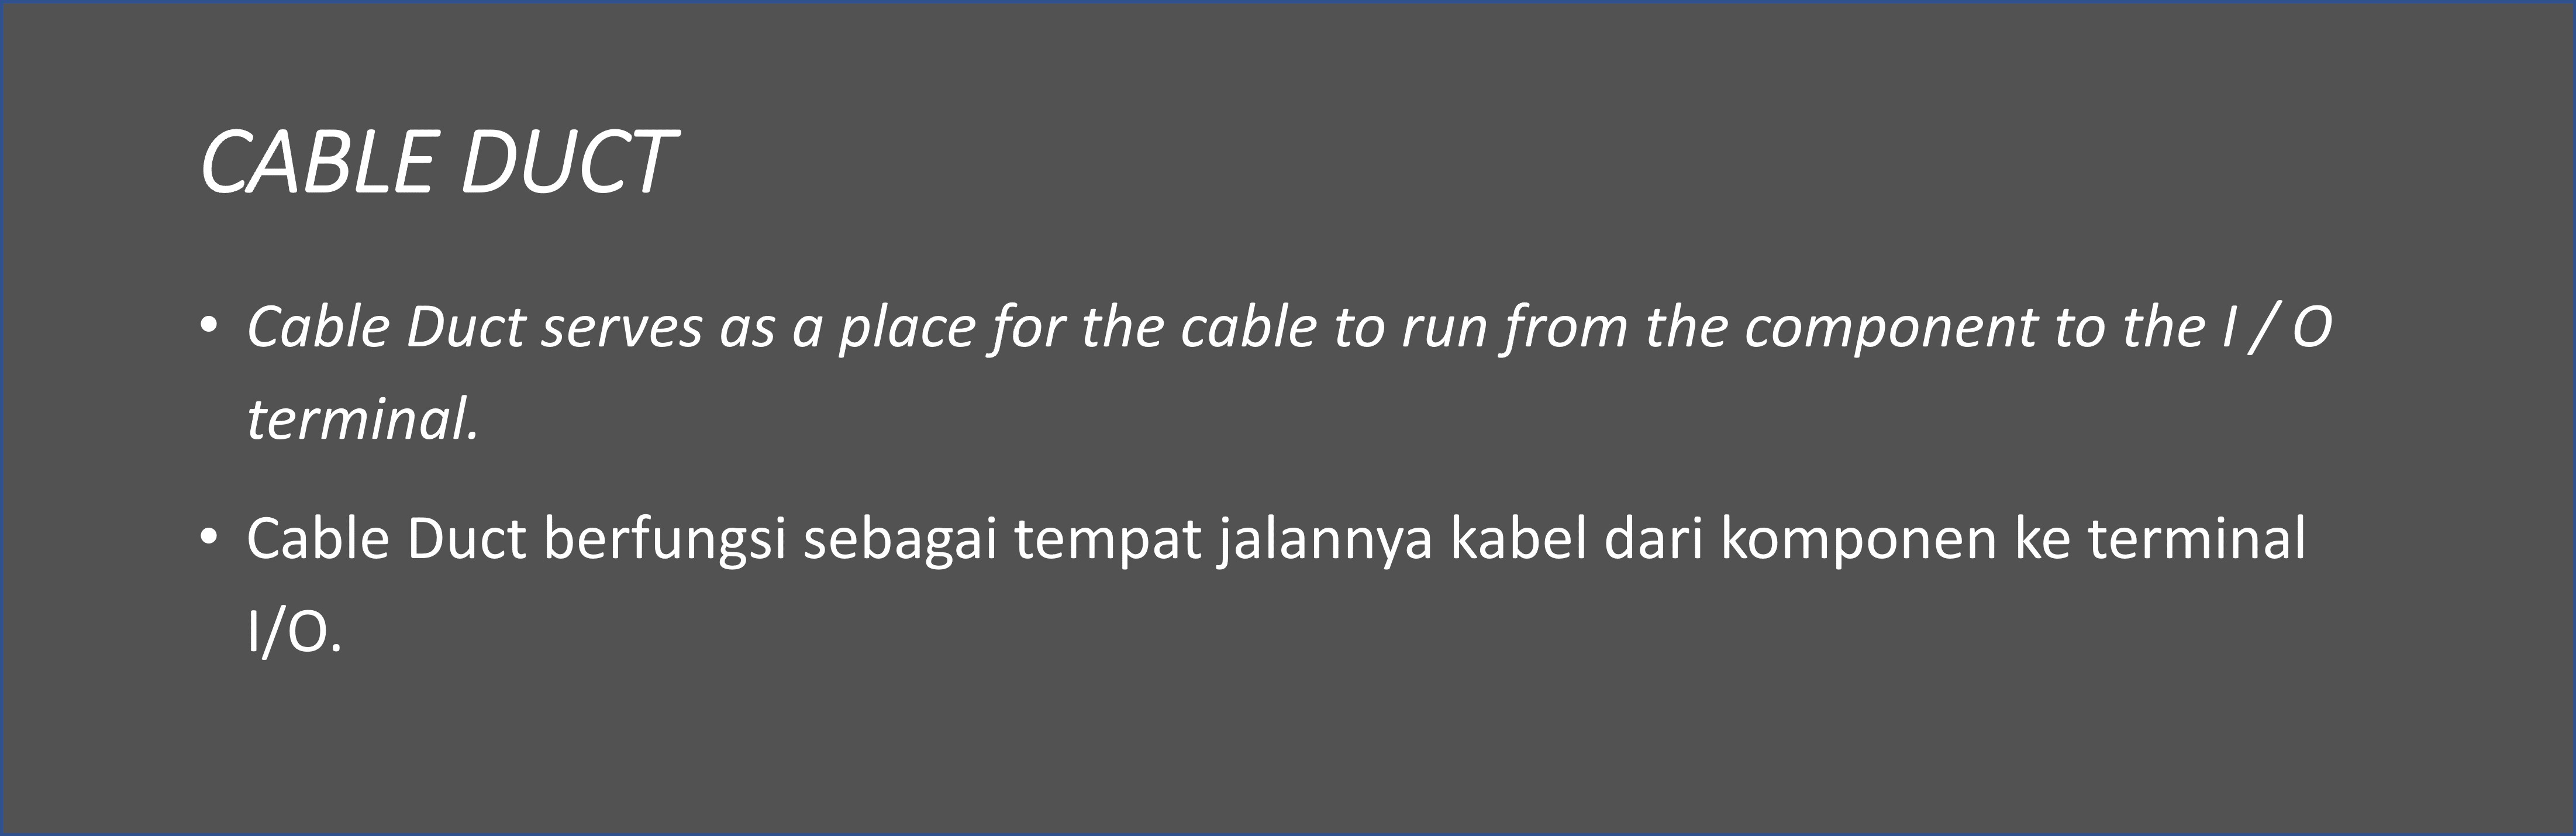 CABLE DUCT
• Cable Duct serves as a place for the cable to run from the component to the I / O
terminal.
• Cable Duct berfungsi sebagai tempat jalannya kabel dari komponen ke terminal
I/O.